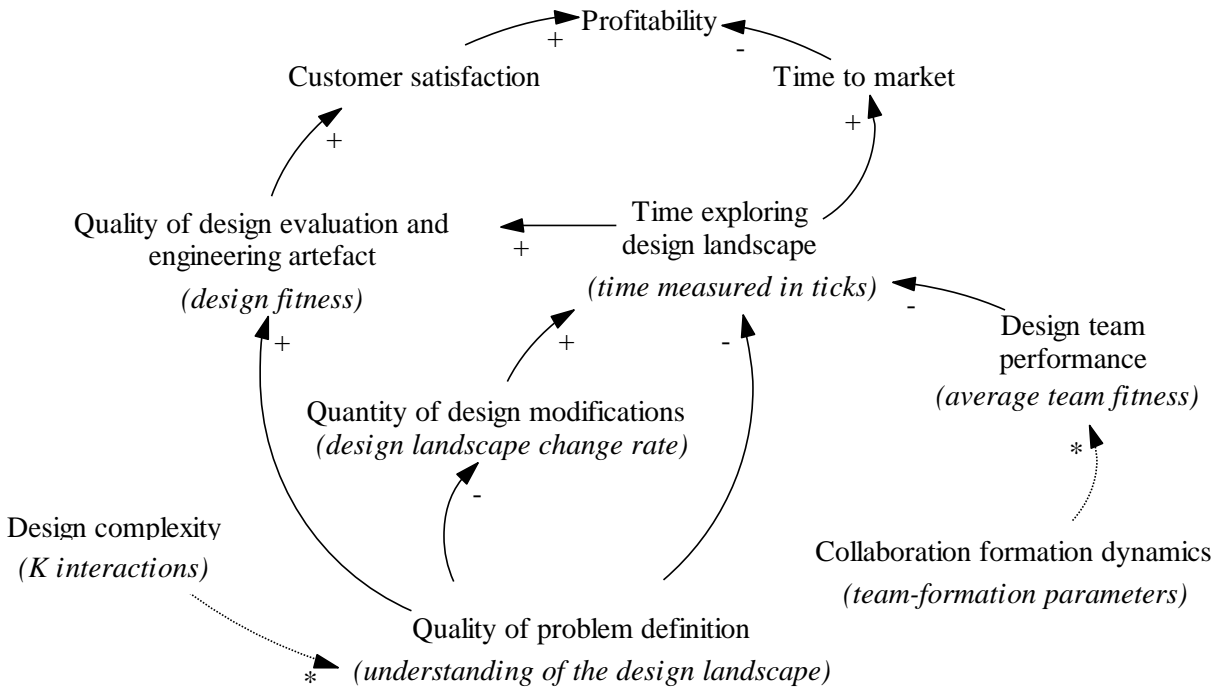 Profitability
+
-
Customer satisfaction
Time to market
+
+
Quality of design evaluation and
engineering artefact
(design fitness)
+
Time exploring
design landscape
(time measured in ticks)
+
-
-
Design team
performance
(average team fitness)
+
Quantity of design modifications
(design landscape change rate)
-
*
Design complexity
(K interactions)
Collaboration formation dynamics
(team-formation parameters)
Quality of problem definition
(understanding of the design landscape)
*